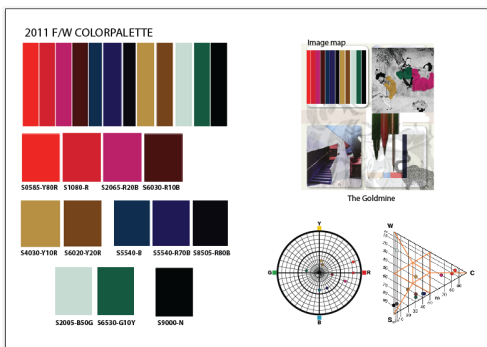 2011 F/W COLORPALETTE
Image map
S0585-Y80R S1080-R S2065-R20B S6030-R10B
The Goldmine
S4030-Y10R S6020-Y20R S5540-B S5540-R70B S8505-R80B
Y
G
R
B
W
C
S
S2005-B50G S6530-G10Y S9000-N